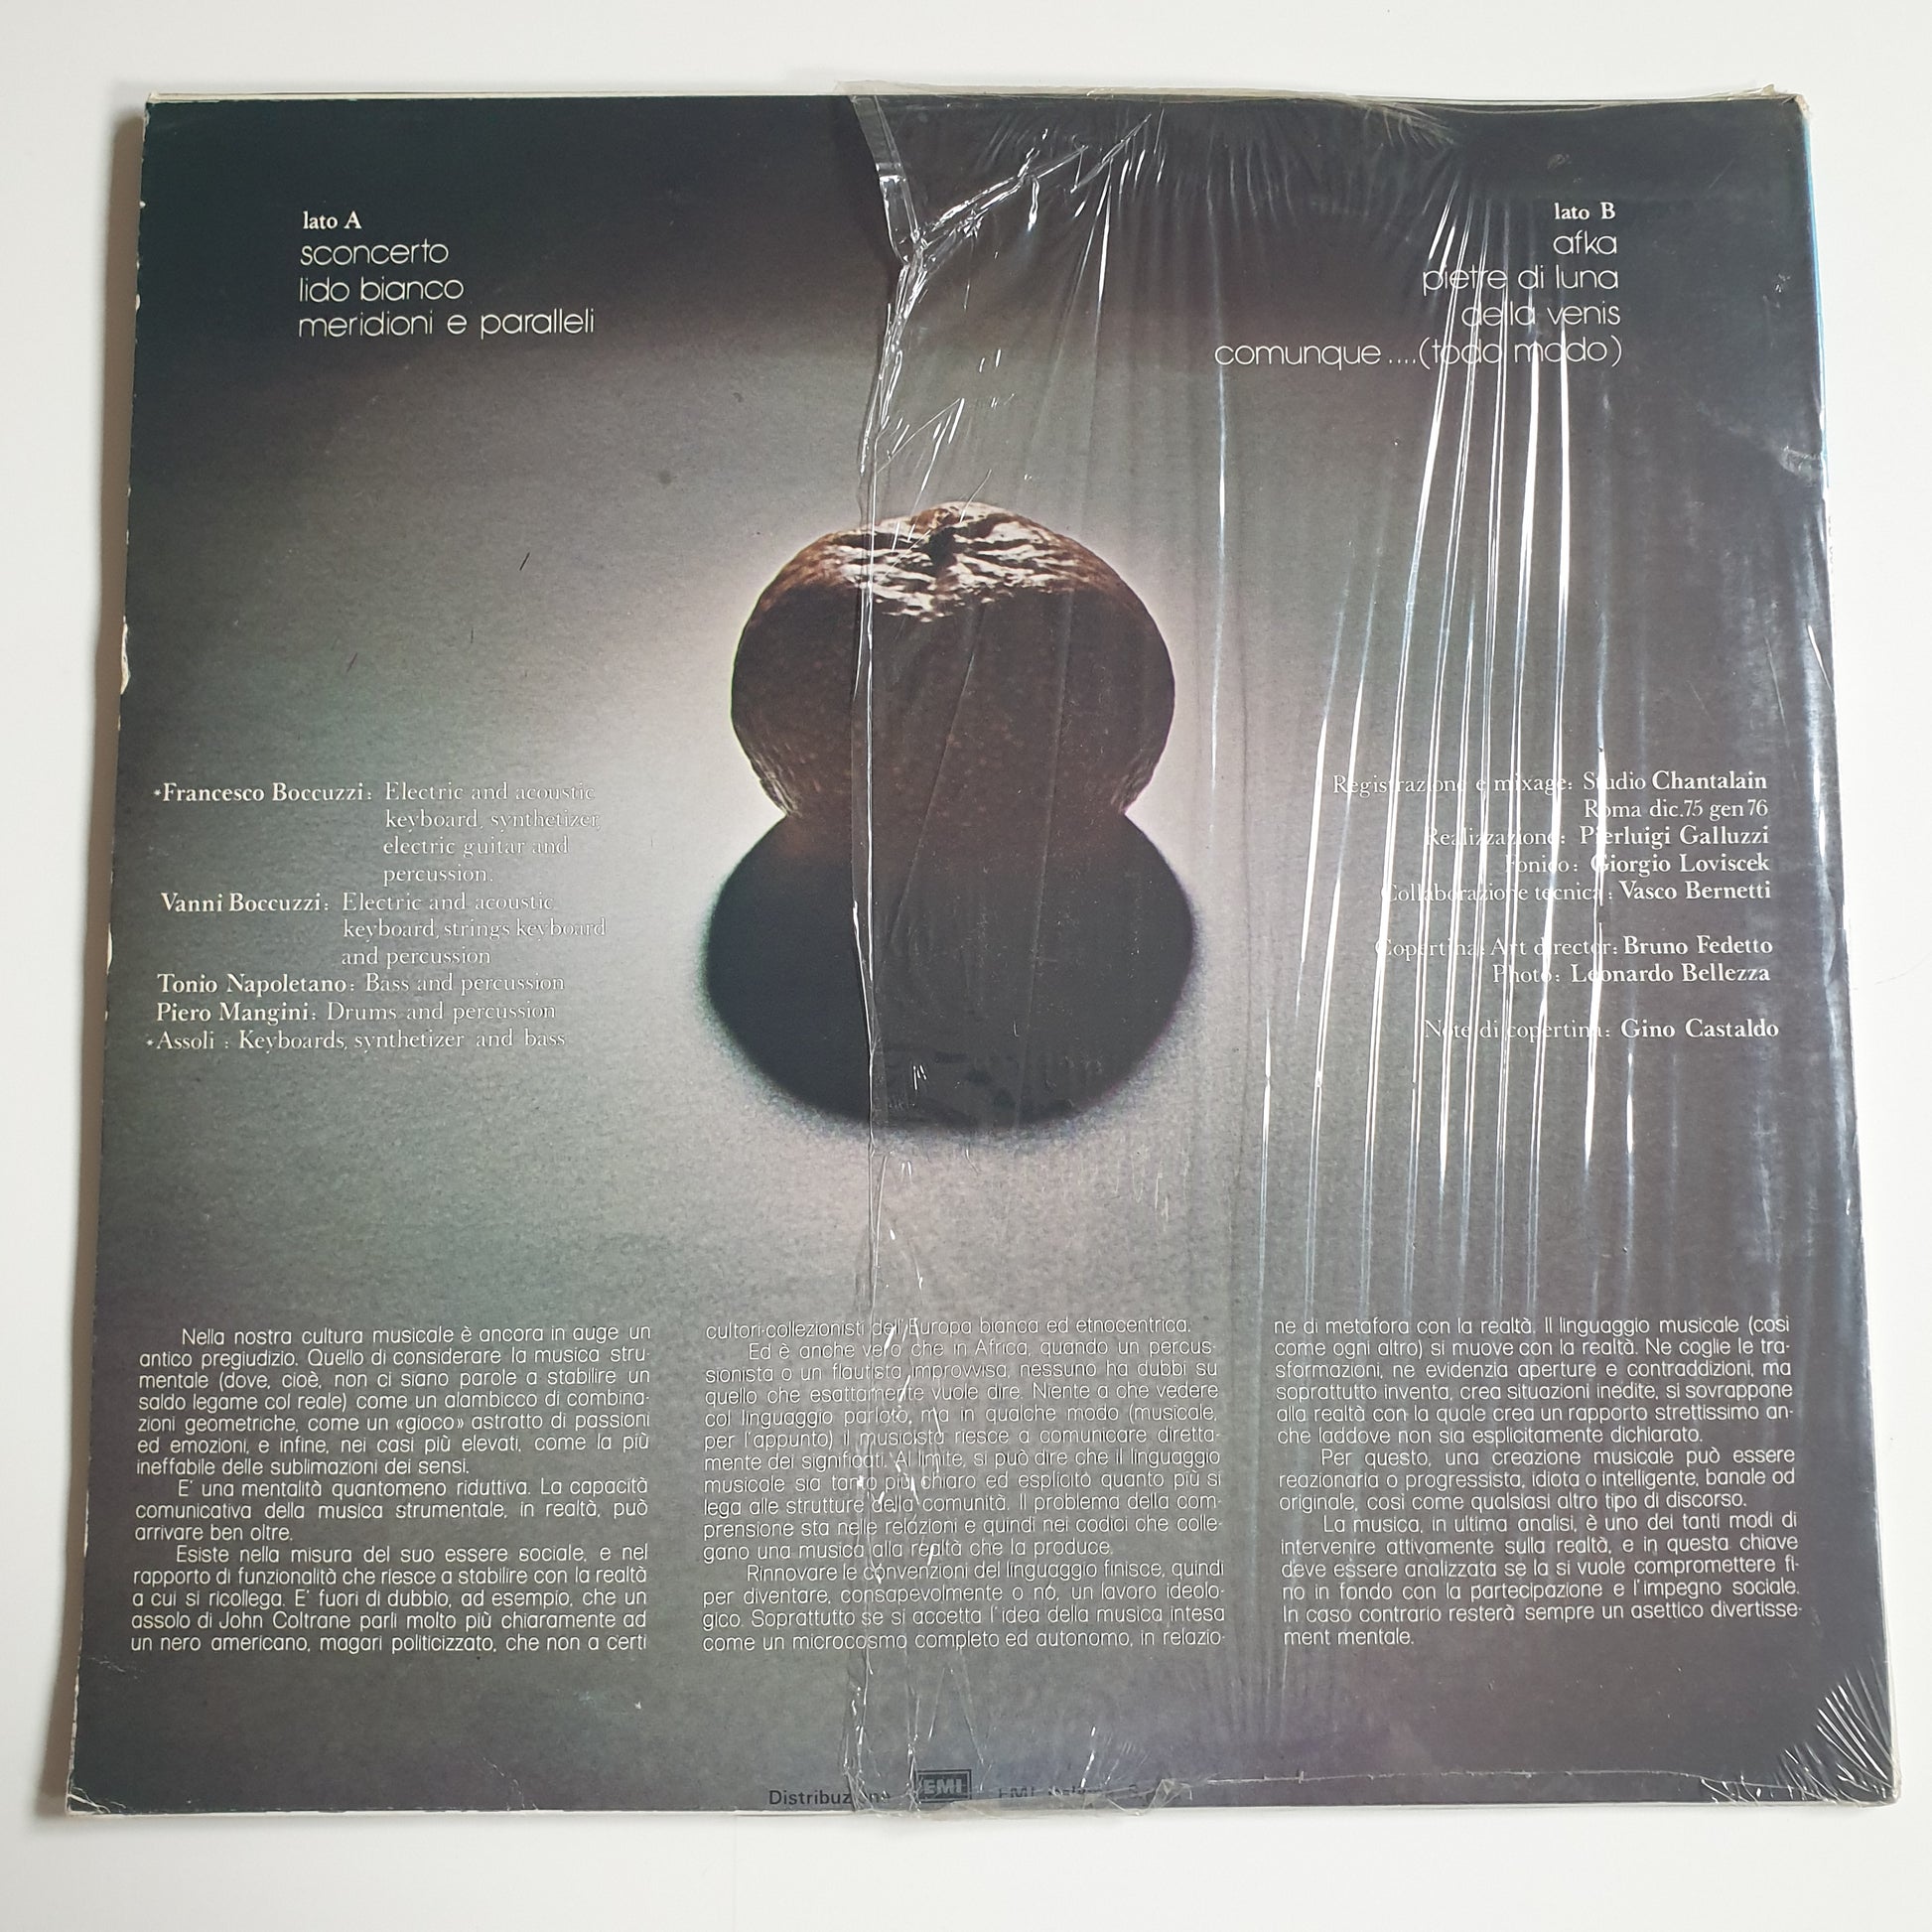 lato A
sconcerto
lido bianco
meridioni e paralleli
lato B
afka
pietre di luna
della venis
comunque....(todo modo)
*Francesco Boccuzzi: Electric and acoustic
keyboard, synthetizer,
electric guitar and
percussion.
Vanni Boccuzzi: Electric and acoustic
keyboard, strings keyboard
and percussion
Tonio Napoletano: Bass and percussion
Piero Mangini: Drums and percussion
*Assoli : Keyboards, synthetizer and bass
Registrazione e mixage: Studio Chantalain
Roma dic.75 gen 76
Realizzazione: Pierluigi Galluzzi
Fonico: Giorgio Loviscek
Collaborazione tecnica: Vasco Bernetti
Copertina: Art director: Bruno Fedetto
Photo: Leonardo Bellezza
Note di copertina: Gino Castaldo
Nella nostra cultura musicale è ancora in auge un
antico pregiudizio. Quello di considerare la musica stru-
mentale (dove, cioè, non ci siano parole a stabilire un
saldo legame col reale) come un alambicco di combina-
zioni geometriche, come un «gioco» astratto di passioni
ed emozioni, e infine, nei casi più elevati, come la più
ineffabile delle sublimazioni dei sensi.
E' una mentalità quantomeno riduttiva. La capacità
comunicativa della musica strumentale, in realtà, può
arrivare ben oltre.
Esiste nella misura del suo essere sociale, e nel
rapporto di funzionalità che riesce a stabilire con la realtà
a cui si ricollega. E' fuori di dubbio, ad esempio, che un
assolo di John Coltrane parli molto più chiaramente ad
un nero americano, magari politicizzato, che non a certi
cultori-collezionisti dell'Europa bianca ed etnocentrica.
Ed è anche vero che in Africa, quando un percus-
sionista o un flautista improvvisa, nessuno ha dubbi su
quello che esattamente vuole dire. Niente a che vedere
col linguaggio parlato, ma in qualche modo (musicale,
per l'appunto) il musicista riesce a comunicare diretta-
mente dei significati. Al limite, si può dire che il linguaggio
musicale sia tanto più chiaro ed esplicito quanto più si
lega alle strutture della comunità. Il problema della com-
prensione sta nelle relazioni e quindi nei codici che colle-
gano una musica alla realtà che la produce.
Rinnovare le convenzioni del linguaggio finisce, quindi
per diventare, consapevolmente o no, un lavoro ideolo-
gico. Soprattutto se si accetta l'idea della musica intesa
come un microcosmo completo ed autonomo, in relazio-
ne di metafora con la realtà. Il linguaggio musicale (così
come ogni altro) si muove con la realtà. Ne coglie le tra-
sformazioni, ne evidenzia aperture e contraddizioni, ma
soprattutto inventa, crea situazioni inedite, si sovrappone
alla realtà con la quale crea un rapporto strettissimo an-
che laddove non sia esplicitamente dichiarato.
Per questo, una creazione musicale può essere
reazionaria o progressista, idiota o intelligente, banale od
originale, così come qualsiasi altro tipo di discorso.
La musica, in ultima analisi, è uno dei tanti modi di
intervenire attivamente sulla realtà, e in questa chiave
deve essere analizzata se la si vuole compromettere fi-
no in fondo con la partecipazione e l'impegno sociale.
In caso contrario resterà sempre un asettico divertisse-
ment mentale.
Distribuzione EMI EMI